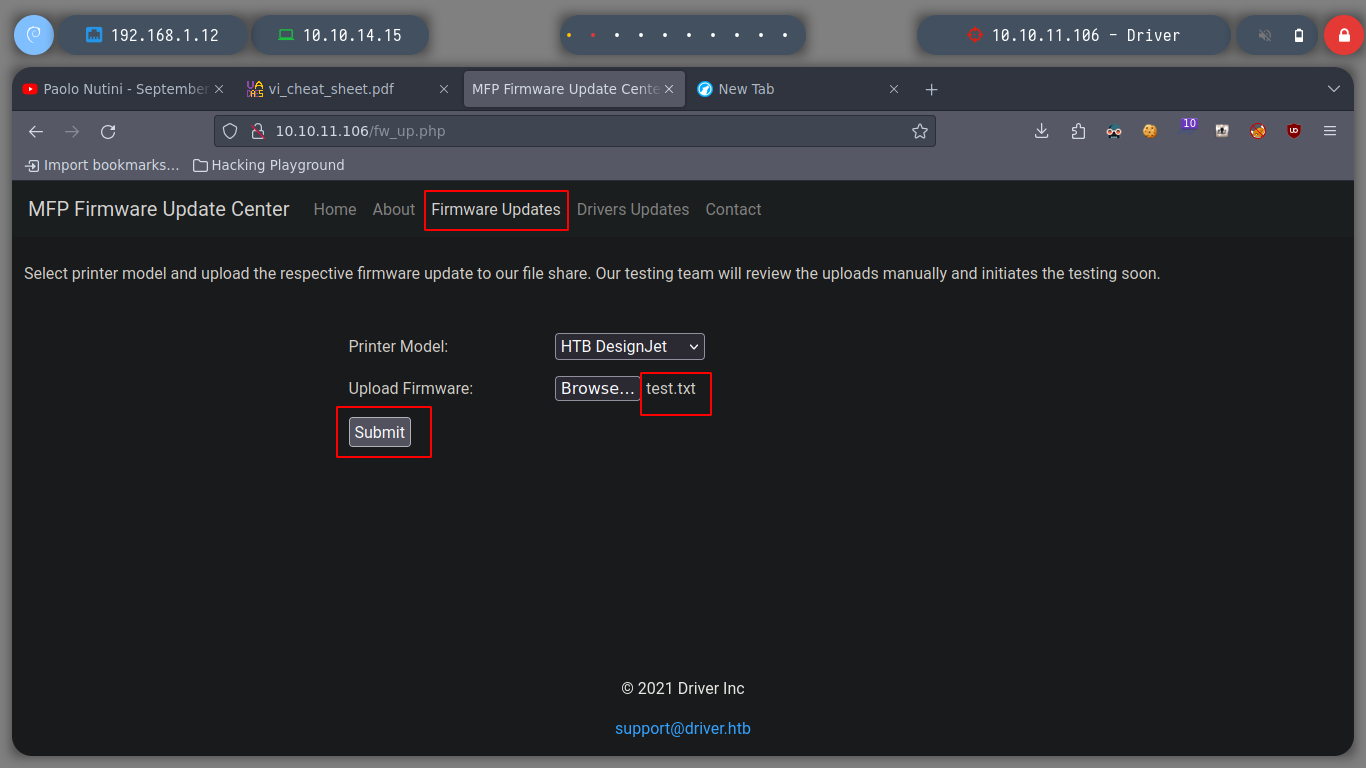 192.168.1.12
10.10.14.15
10.10.11.106 - Driver
Paolo Nutini - September
vi_cheat_sheet.pdf
MFP Firmware Update Cente
New Tab
10.10.11.106/fw_up.php
10
Import bookmarks...
Hacking Playground
MFP Firmware Update Center
Home
About
Firmware Updates
Drivers Updates
Contact
Select printer model and upload the respective firmware update to our file share. Our testing team will review the uploads manually and initiates the testing soon.
Printer Model:
HTB DesignJet
Upload Firmware:
Browse...
test.txt
Submit
© 2021 Driver Inc
support@driver.htb